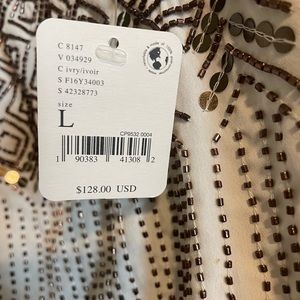 C 8147
V 034929
C ivry/ivoir
S F16Y34003
S 42328773
size
L
CP9532 0004
1 90383 41308 2
$128.00 USD